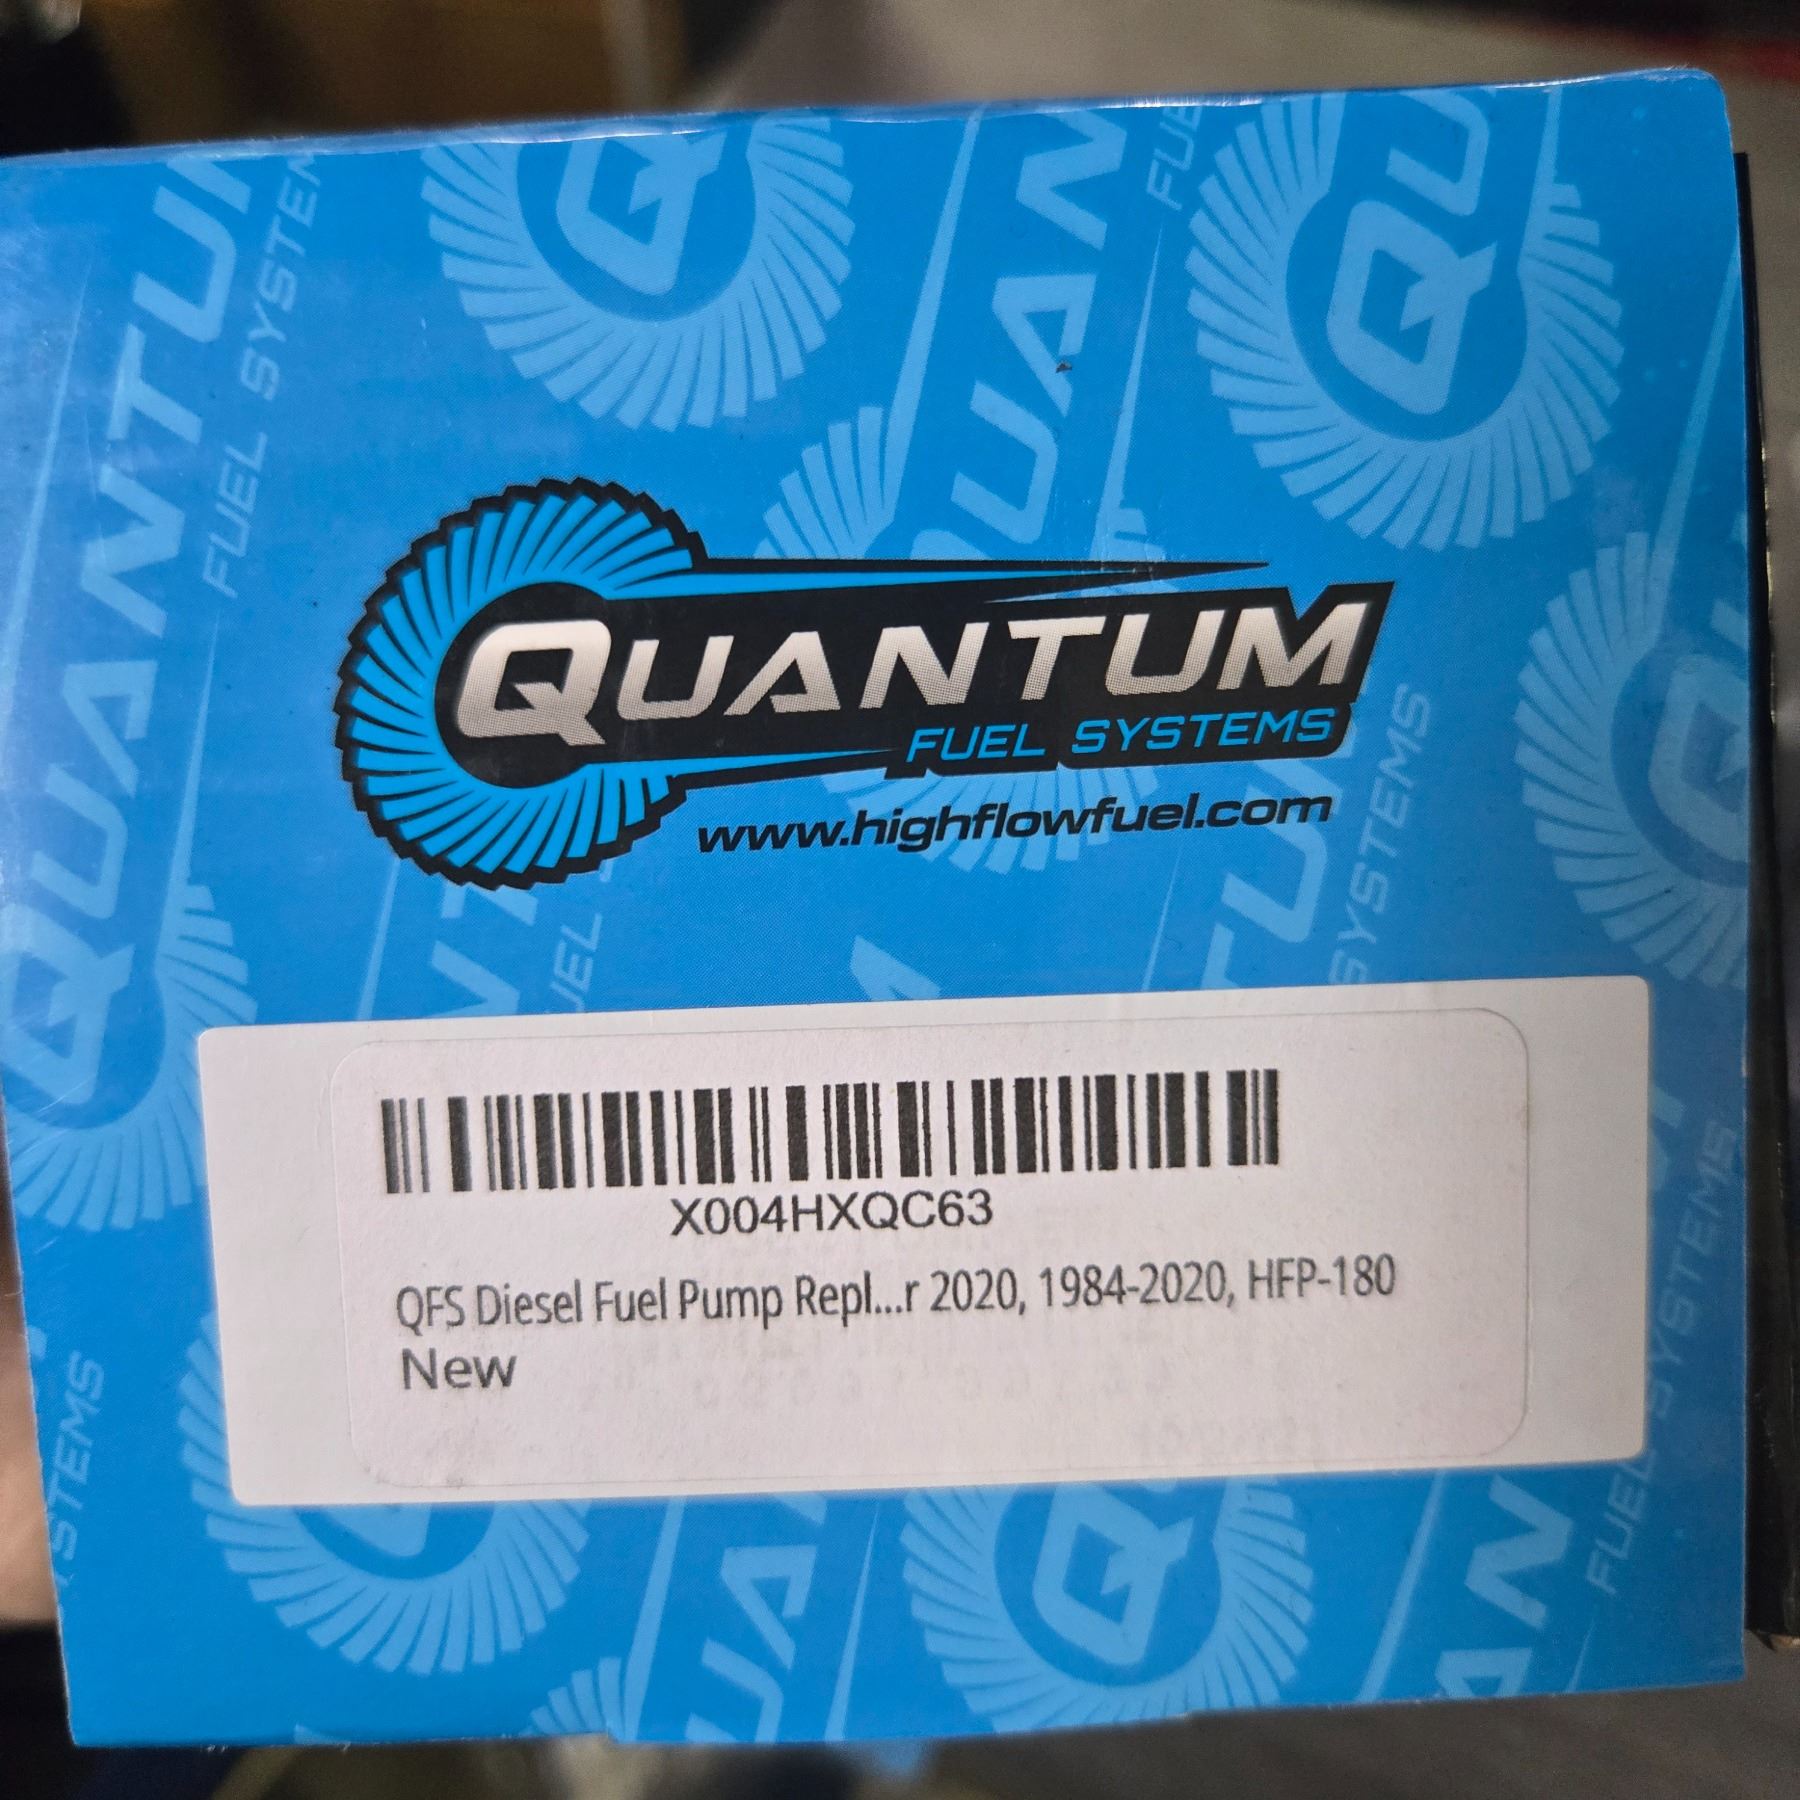 QUANTUM
FUEL SYSTEMS
www.highflowfuel.com
X004HXQC63
QFS Diesel Fuel Pump Repl...r 2020, 1984-2020, HFP-180
New